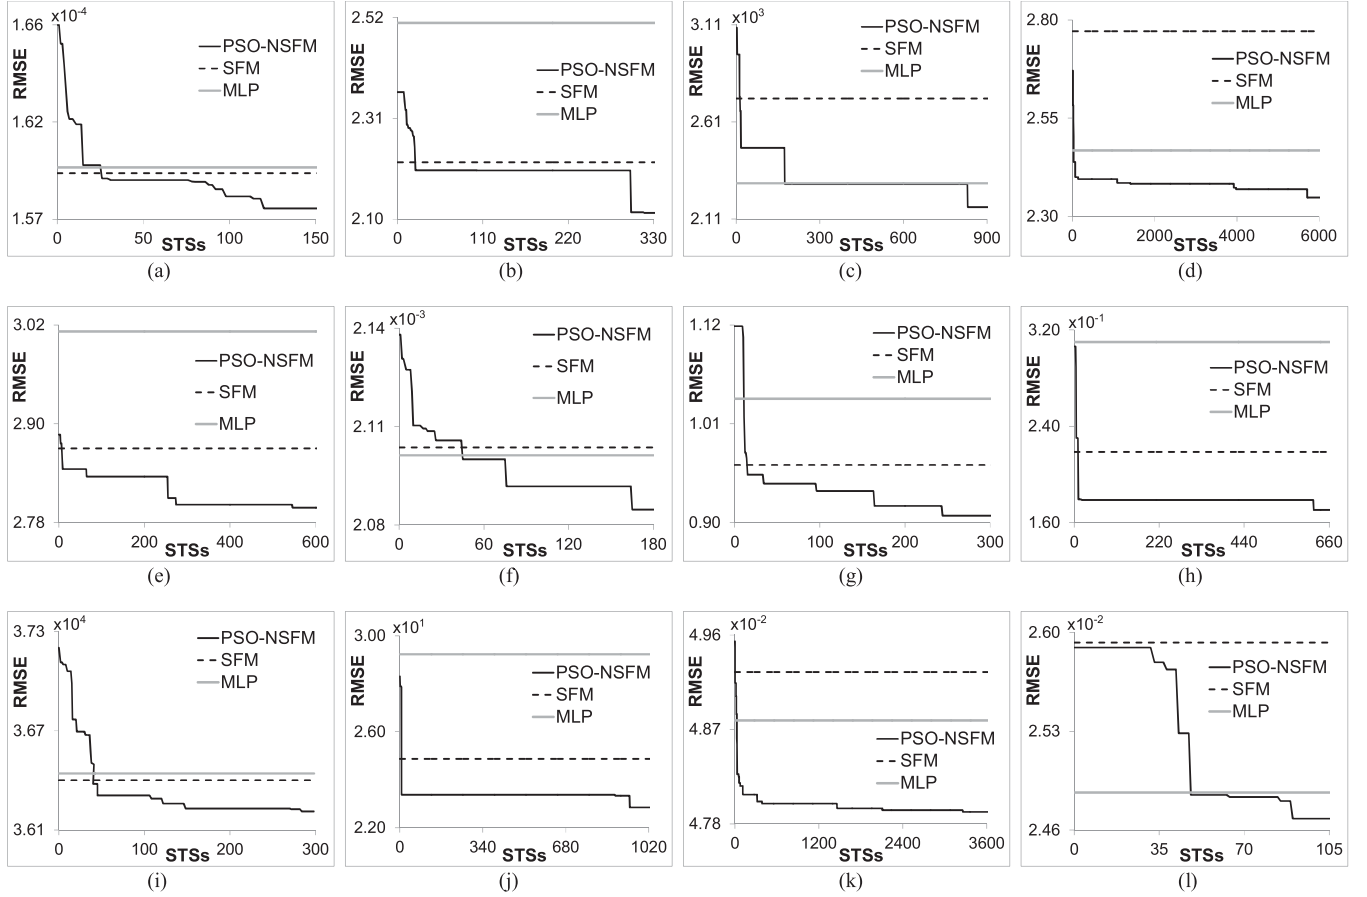 x10-4
1.66
1.62
1.57
RMSE
PSO-NSFM
SFM
MLP
0 50 100 150
STSs
(a)
2.52
2.31
2.10
RMSE
PSO-NSFM
SFM
MLP
0 110 220 330
STSs
(b)
x103
3.11
2.61
2.11
RMSE
PSO-NSFM
SFM
MLP
0 300 600 900
STSs
(c)
2.80
2.55
2.30
RMSE
PSO-NSFM
SFM
MLP
0 2000 4000 6000
STSs
(d)
3.02
2.90
2.78
RMSE
PSO-NSFM
SFM
MLP
0 200 400 600
STSs
(e)
x10-3
2.14
2.11
2.08
RMSE
PSO-NSFM
SFM
MLP
0 60 120 180
STSs
(f)
1.12
1.01
0.90
RMSE
PSO-NSFM
SFM
MLP
0 100 200 300
STSs
(g)
x10-1
3.20
2.40
1.60
RMSE
PSO-NSFM
SFM
MLP
0 220 440 660
STSs
(h)
x104
3.73
3.67
3.61
RMSE
PSO-NSFM
SFM
MLP
0 100 200 300
STSs
(i)
x101
3.00
2.60
2.20
RMSE
PSO-NSFM
SFM
MLP
0 340 680 1020
STSs
(j)
x10-2
4.96
4.87
4.78
RMSE
PSO-NSFM
SFM
MLP
0 1200 2400 3600
STSs
(k)
x10-2
2.60
2.53
2.46
RMSE
PSO-NSFM
SFM
MLP
0 35 70 105
STSs
(l)